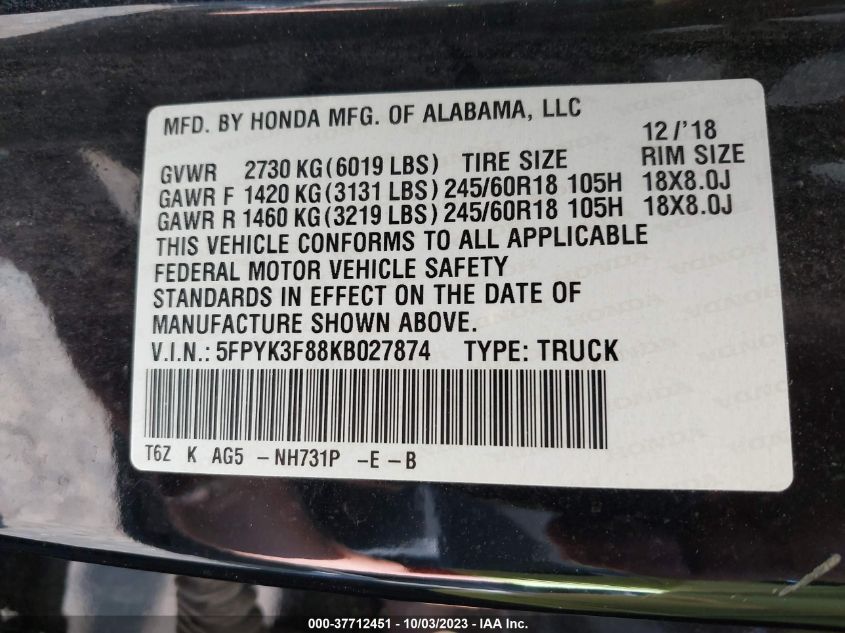 MFD. BY HONDA MFG. OF ALABAMA, LLC
12 /'18
GVWR 2730 KG (6019 LBS) TIRE SIZE RIM SIZE
GAWR F 1420 KG (3131 LBS) 245/60R18 105H 18X8.0J
GAWR R 1460 KG (3219 LBS) 245/60R18 105H 18X8.0J
THIS VEHICLE CONFORMS TO ALL APPLICABLE
FEDERAL MOTOR VEHICLE SAFETY
STANDARDS IN EFFECT ON THE DATE OF
MANUFACTURE SHOWN ABOVE.
V.I.N.: 5FPYK3F88KB027874 TYPE: TRUCK
T6Z K AG5 - NH731P - E - B
000-37712451 - 10/03/2023 - IAA Inc.